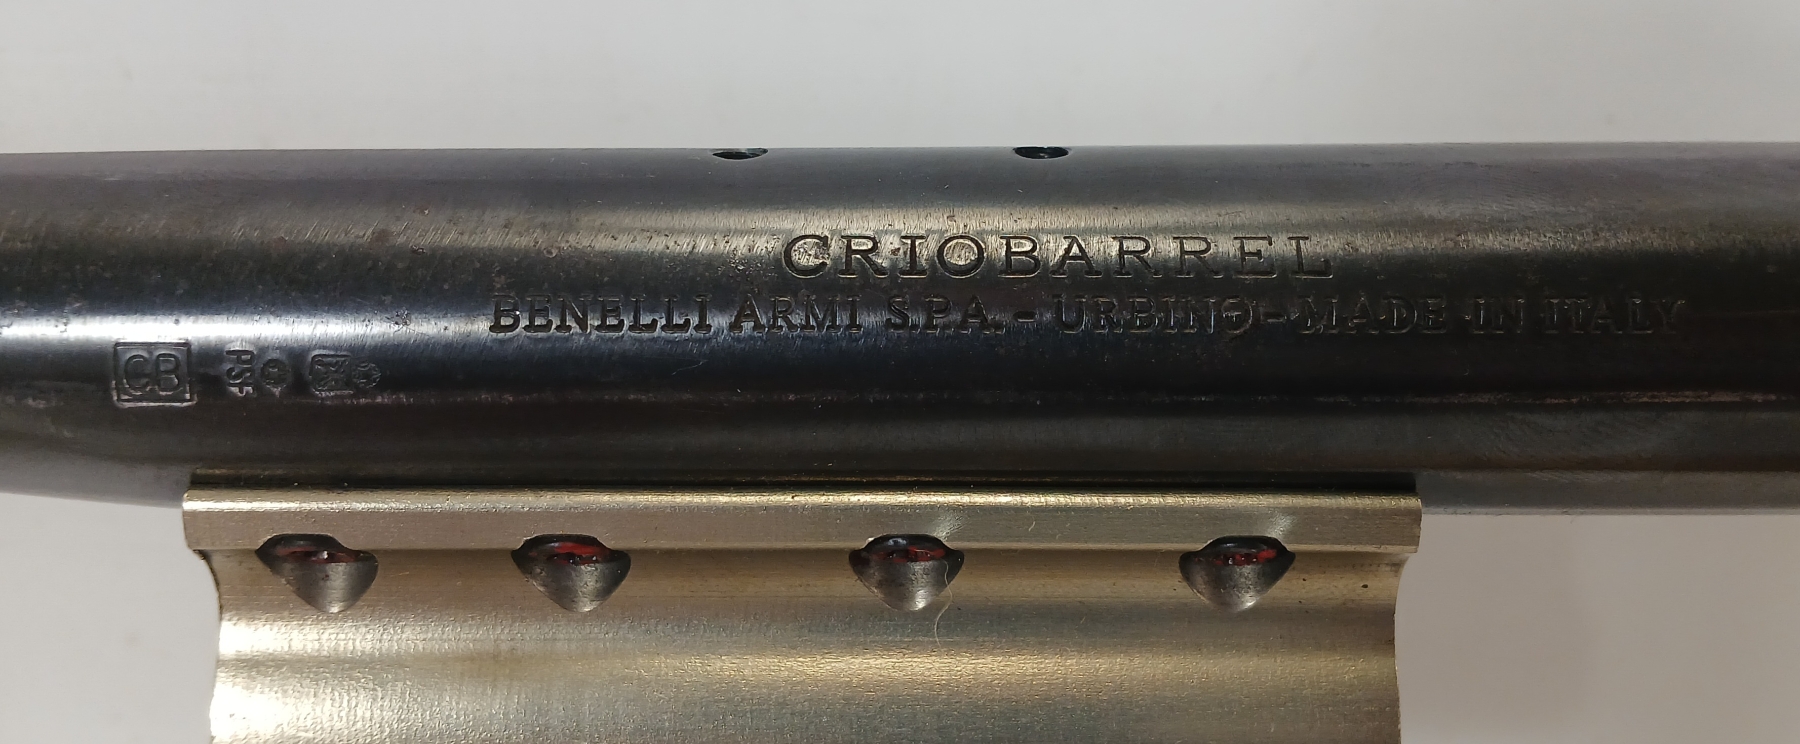 CRIOBARREL
BENELLI ARMI S.P.A. - URBINO - MADE IN ITALY
CB PSF